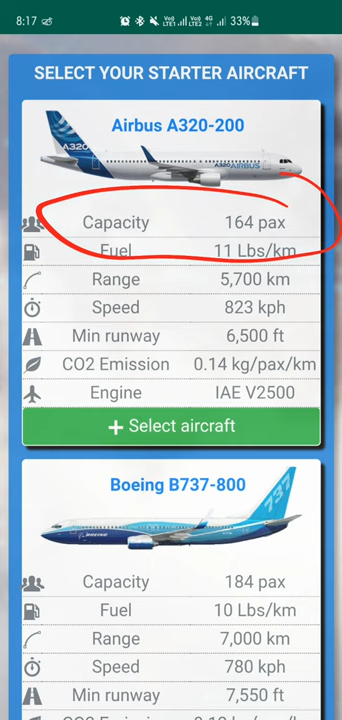 8:17 33%
SELECT YOUR STARTER AIRCRAFT
Airbus A320-200
A320 A320 AIRBUS
Capacity 164 pax
Fuel 11 Lbs/km
Range 5,700 km
Speed 823 kph
Min runway 6,500 ft
CO2 Emission 0.14 kg/pax/km
Engine IAE V2500
+ Select aircraft
Boeing B737-800
737
BOEING
Capacity 184 pax
Fuel 10 Lbs/km
Range 7,000 km
Speed 780 kph
Min runway 7,550 ft